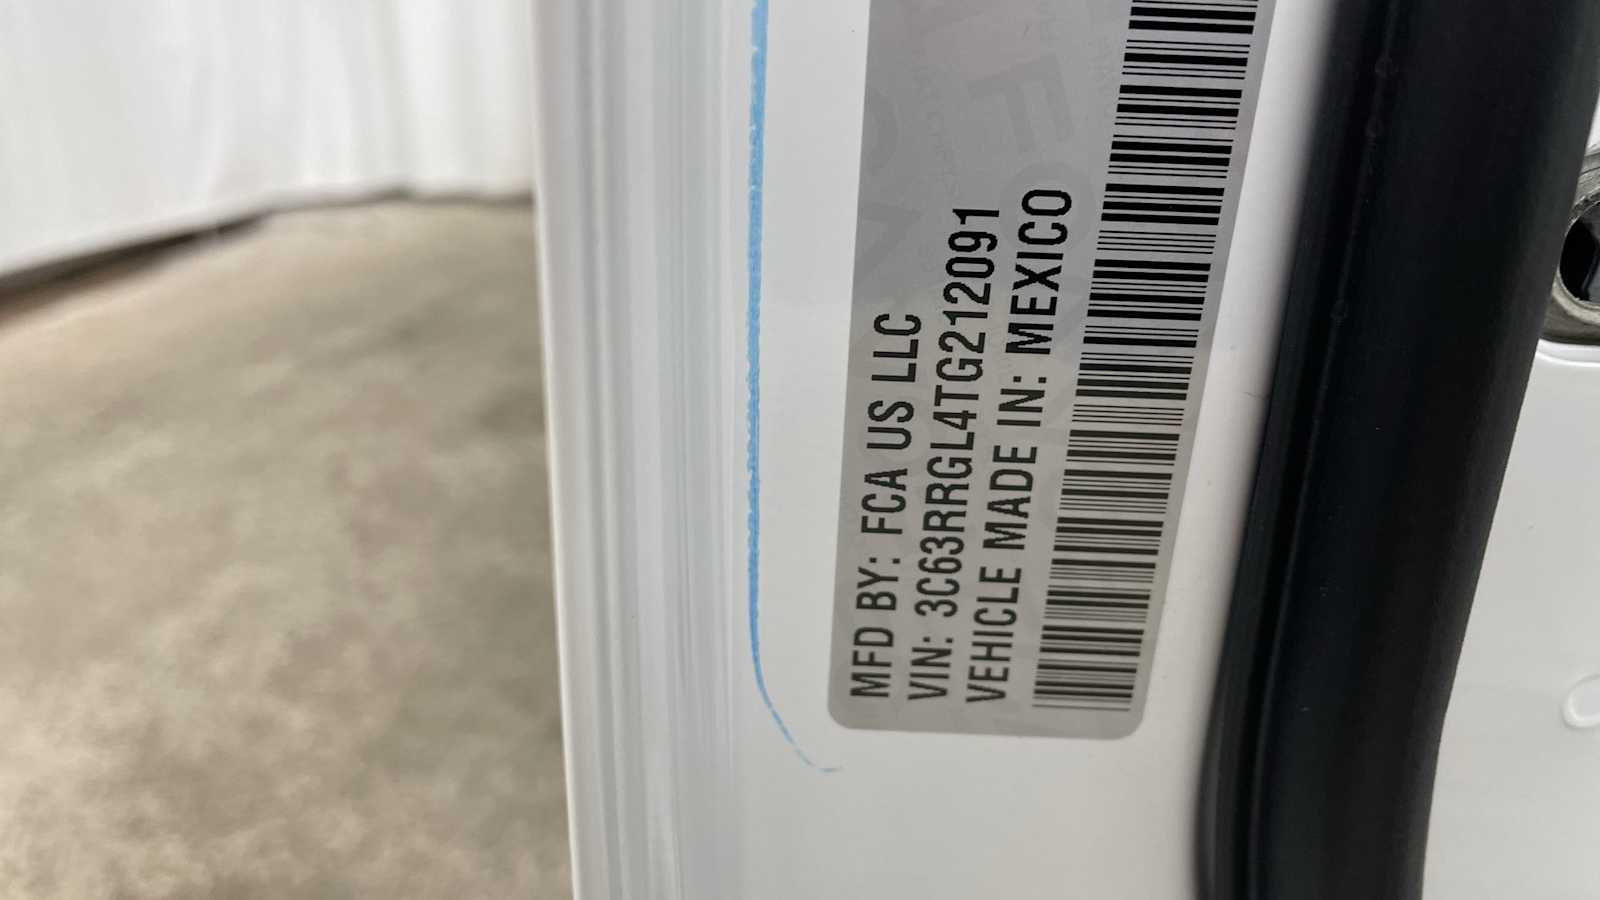 MFD BY: FCA US LLC
VIN: 3C63RRGL4TG212091
VEHICLE MADE IN: MEXICO